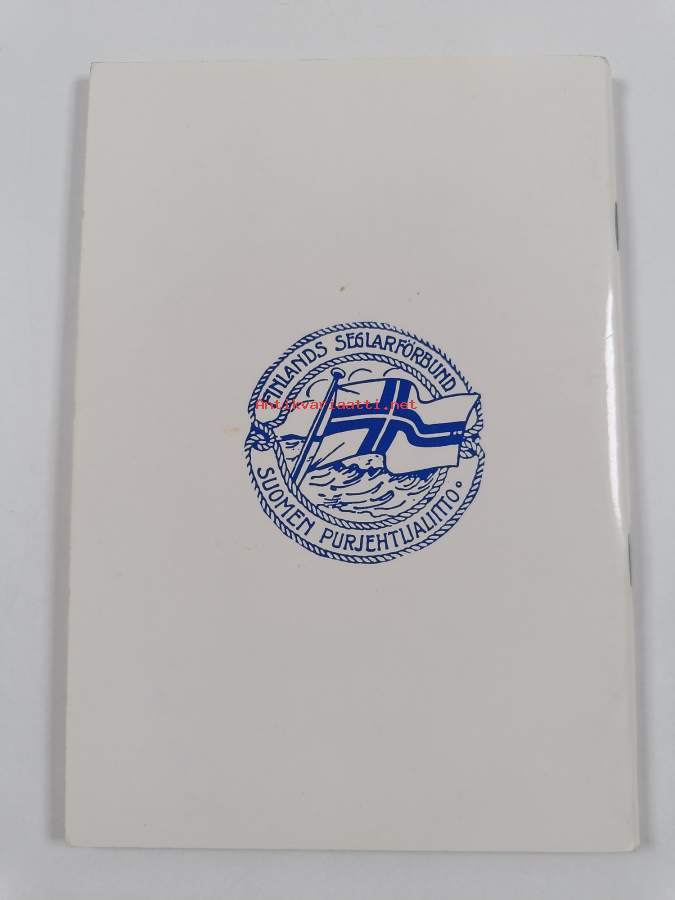 FINLANDS SEGLARFÖRBUND
Antikvariaatti.net
SUOMEN PURJEHTIJALIITTO